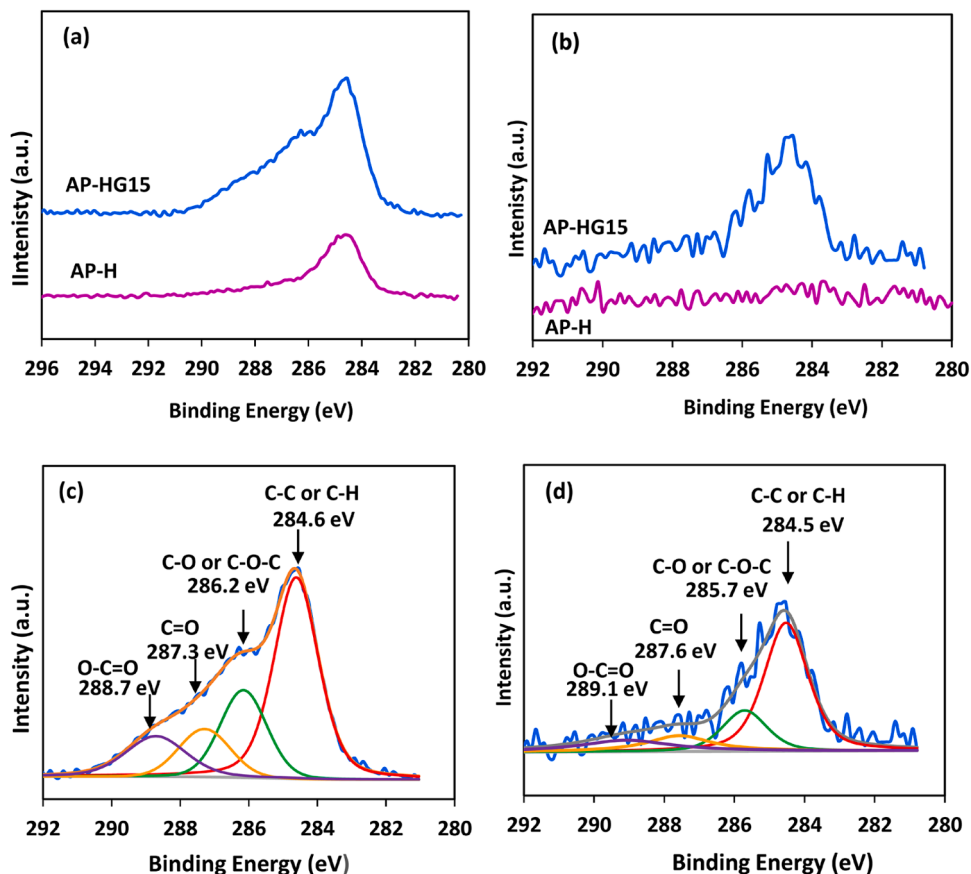 (a)
IIntenisty (a.u.)
AP-HG15
AP-H
296 294 292 290 288 286 284 282 280
Binding Energy (eV)
(b)
Intenisty (a.u.)
AP-HG15
AP-H
292 290 288 286 284 282 280
Binding Energy (eV)
(c)
Intensity (a.u.)
C-C or C-H
284.6 eV
C-O or C-O-C
286.2 eV
C=O
287.3 eV
O-C=O
288.7 eV
292 290 288 286 284 282 280
Binding Energy (eV)
(d)
Intensity (a.u.)
C-C or C-H
284.5 eV
C-O or C-O-C
285.7 eV
C=O
287.6 eV
O-C=O
289.1 eV
292 290 288 286 284 282 280
Binding Energy (eV)